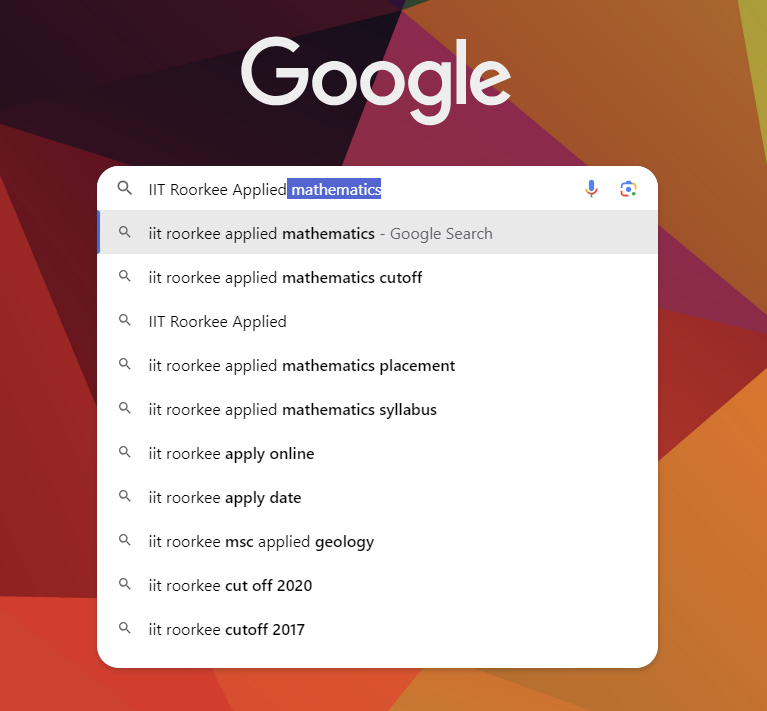 Google
IIT Roorkee Applied mathematics
iit roorkee applied mathematics - Google Search
iit roorkee applied mathematics cutoff
IIT Roorkee Applied
iit roorkee applied mathematics placement
iit roorkee applied mathematics syllabus
iit roorkee apply online
iit roorkee apply date
iit roorkee msc applied geology
iit roorkee cut off 2020
iit roorkee cutoff 2017